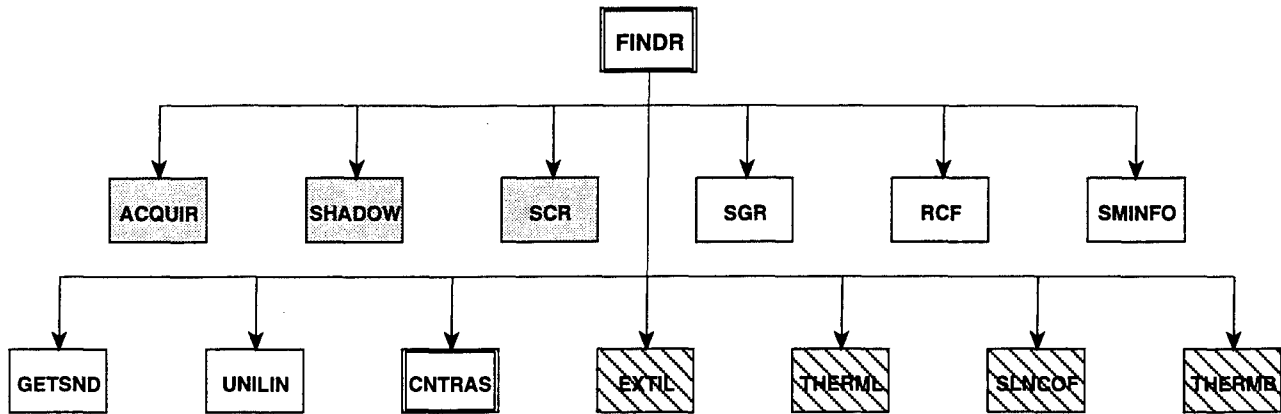 FINDR
ACQUIR SHADOW SCR SGR RCF SMINFO
GETSND UNILIN CNTRAS EXTIL THERML SLNCOF THERMB